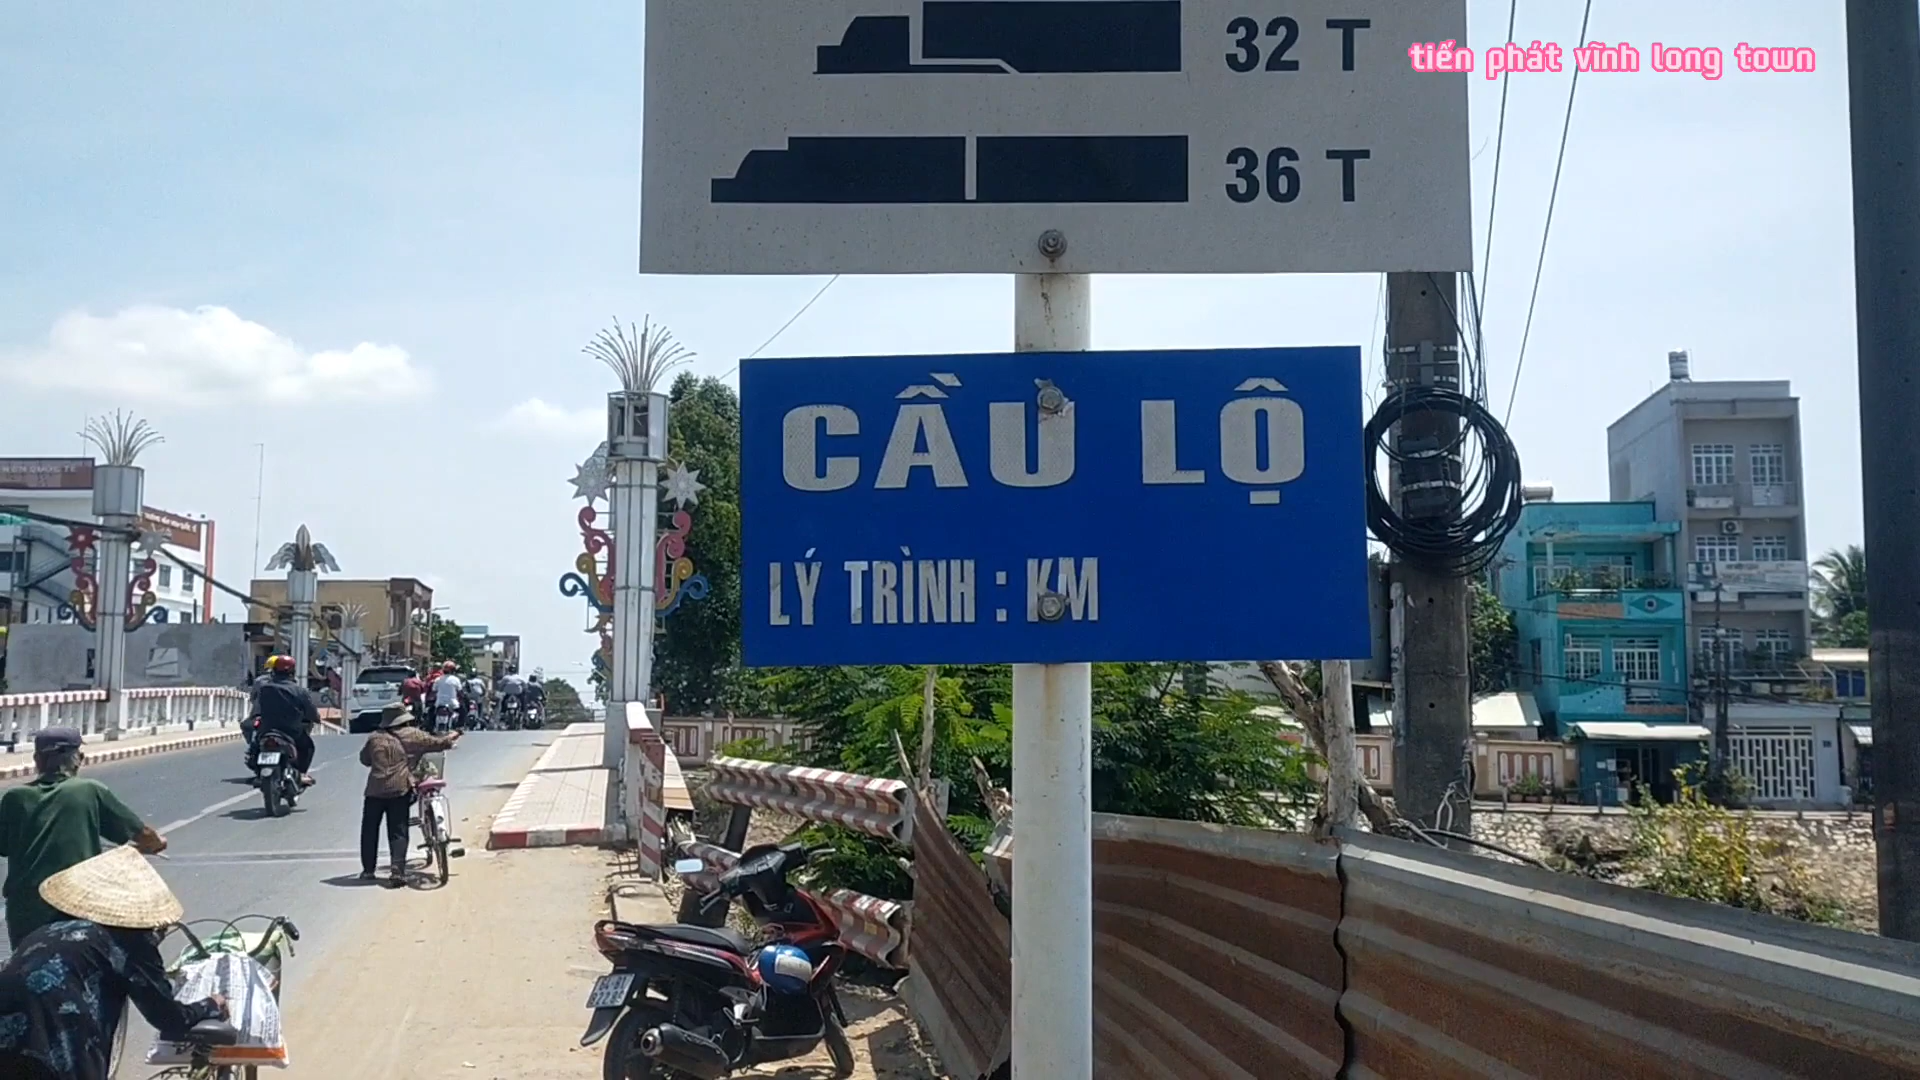 32 T
tiến phát vĩnh long town
36 T
CẦU LỘ
LÝ TRÌNH : KM